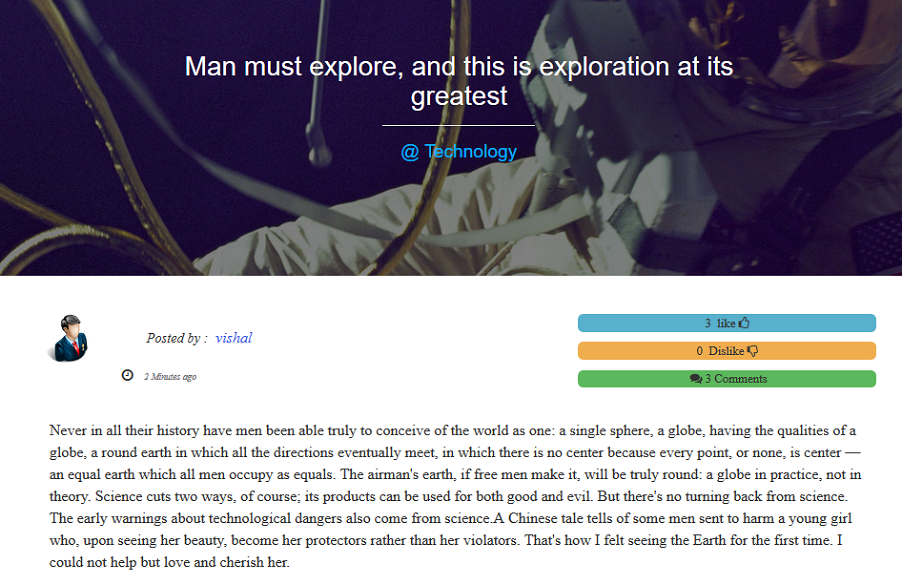 Man must explore, and this is exploration at its
greatest
@ Technology
Posted by : vishal
2 Minutes ago
3 like
0 Dislike
3 Comments
Never in all their history have men been able truly to conceive of the world as one: a single sphere, a globe, having the qualities of a
globe, a round earth in which all the directions eventually meet, in which there is no center because every point, or none, is center —
an equal earth which all men occupy as equals. The airman's earth, if free men make it, will be truly round: a globe in practice, not in
theory. Science cuts two ways, of course; its products can be used for both good and evil. But there's no turning back from science.
The early warnings about technological dangers also come from science.A Chinese tale tells of some men sent to harm a young girl
who, upon seeing her beauty, become her protectors rather than her violators. That's how I felt seeing the Earth for the first time. I
could not help but love and cherish her.